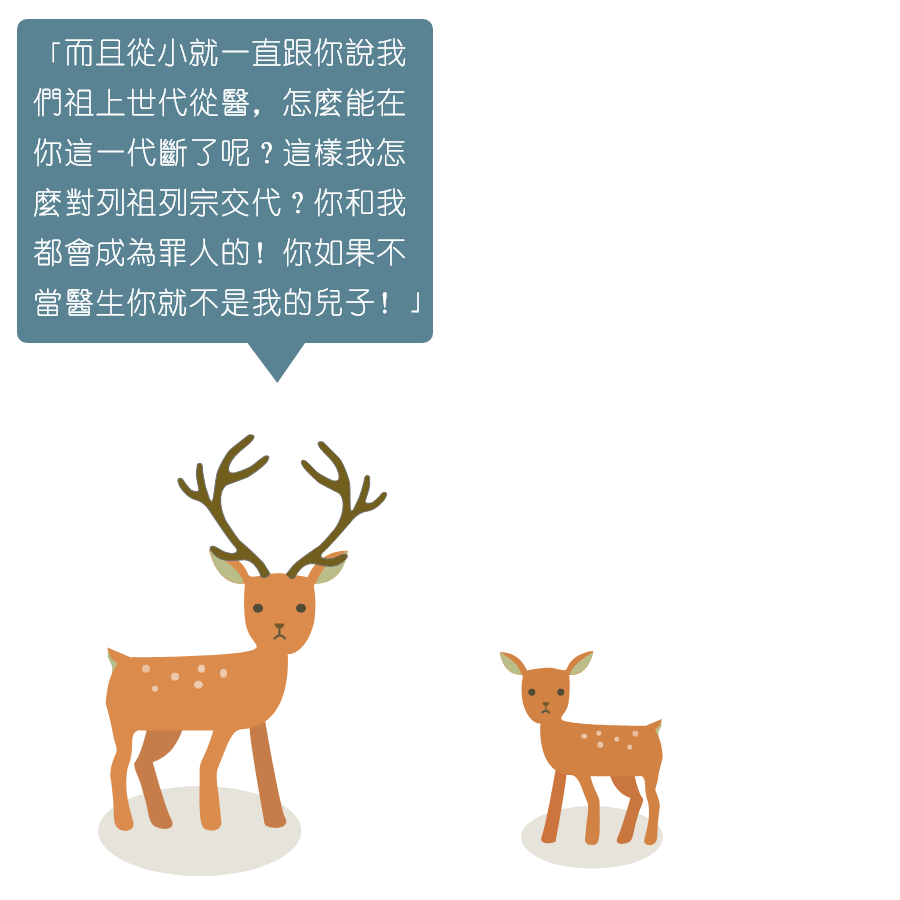 「而且從小就一直跟你說我
們祖上世代從醫，怎麼能在
你這一代斷了呢？這樣我怎
麼對列祖列宗交代？你和我
都會成為罪人的！你如果不
當醫生你就不是我的兒子！」